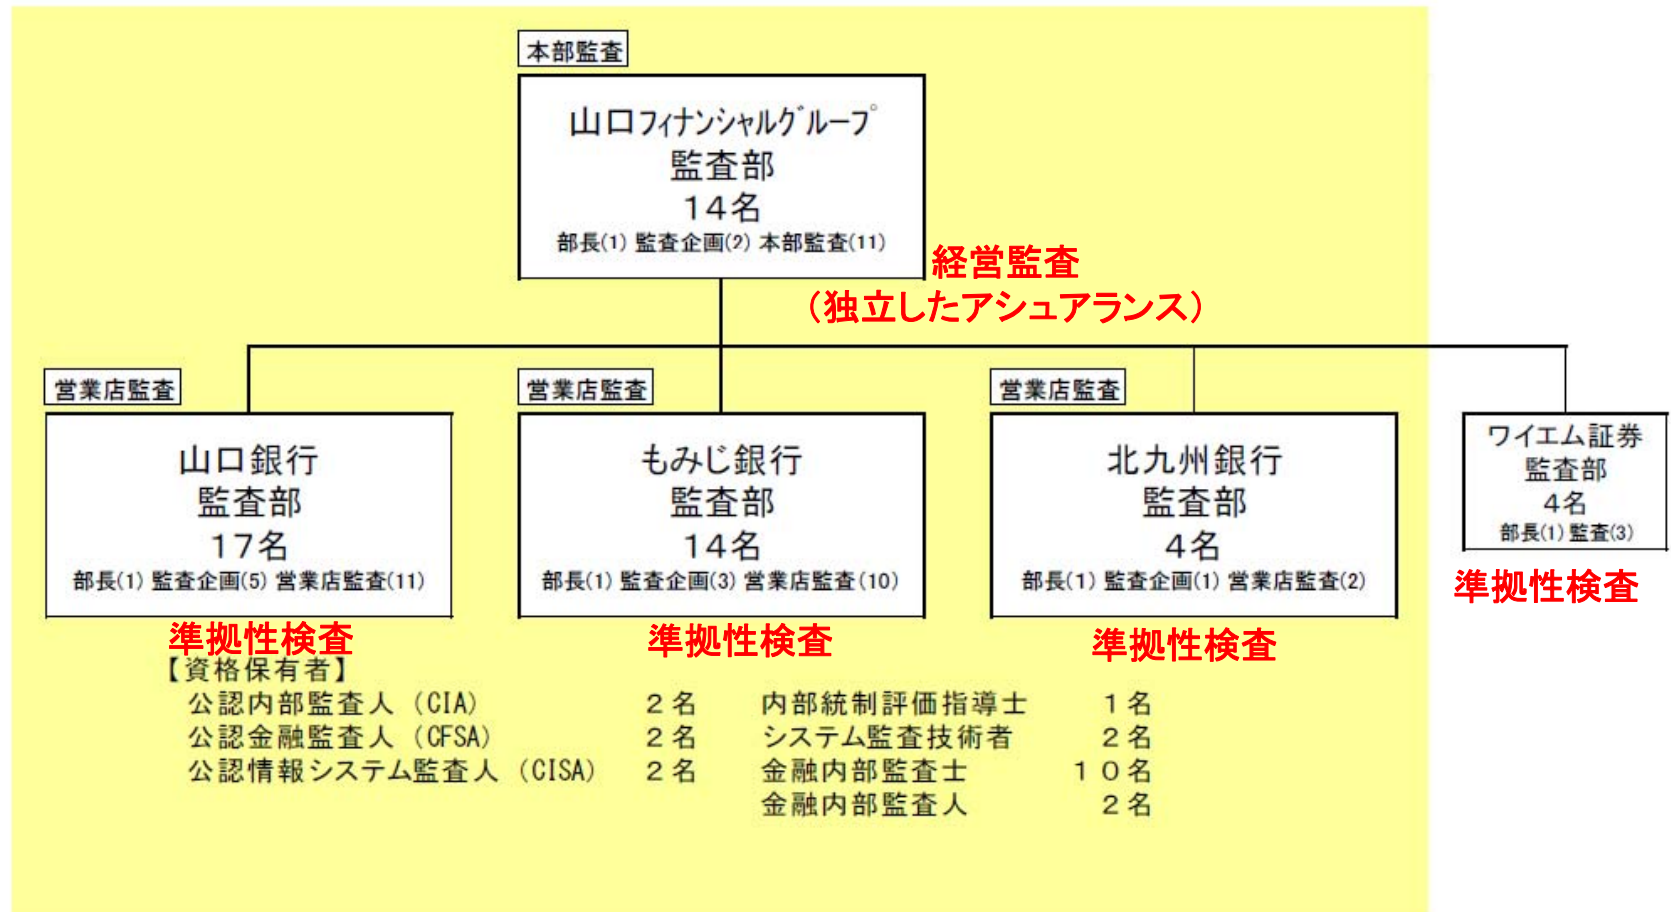 本部監査
山口フィナンシャルグループ
監査部
14名
部長(1) 監査企画(2) 本部監査(11)
経営監査
（独立したアシュアランス）
営業店監査
山口銀行
監査部
17名
部長(1) 監査企画(5) 営業店監査(11)
準拠性検査
営業店監査
もみじ銀行
監査部
14名
部長(1) 監査企画(3) 営業店監査(10)
準拠性検査
営業店監査
北九州銀行
監査部
4名
部長(1) 監査企画(1) 営業店監査(2)
準拠性検査
ワイエム証券
監査部
4名
部長(1) 監査(3)
準拠性検査
【資格保有者】
公認内部監査人（CIA） 2名 内部統制評価指導士 1名
公認金融監査人（CFSA） 2名 システム監査技術者 2名
公認情報システム監査人（CISA） 2名 金融内部監査士 10名
金融内部監査人 2名